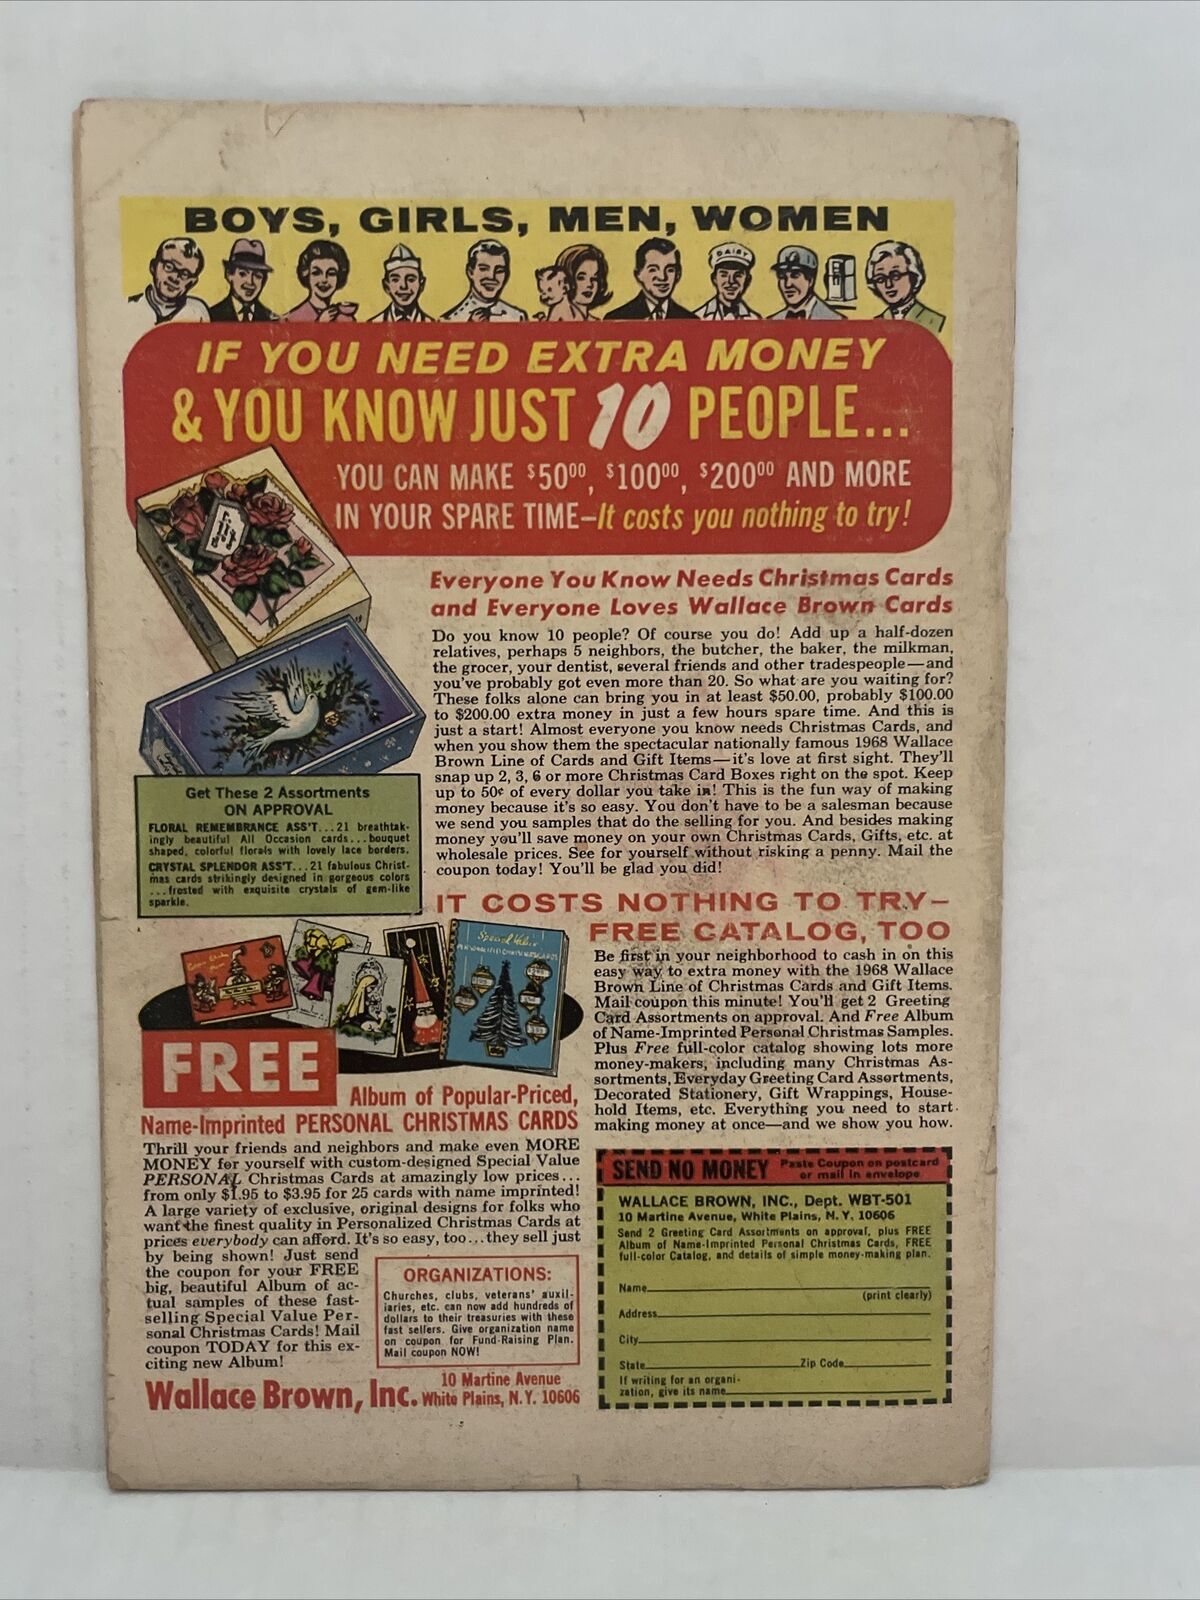 BOYS, GIRLS, MEN, WOMEN
DAIRY
IF YOU NEED EXTRA MONEY
& YOU KNOW JUST 10 PEOPLE...
YOU CAN MAKE $50.00, $100.00, $200.00 AND MORE
IN YOUR SPARE TIME—It costs you nothing to try!
Everyone You Know Needs Christmas Cards
and Everyone Loves Wallace Brown Cards
Do you know 10 people? Of course you do! Add up a half-dozen
relatives, perhaps 5 neighbors, the butcher, the baker, the milkman,
the grocer, your dentist, several friends and other tradespeople—and
you've probably got even more than 20. So what are you waiting for?
These folks alone can bring you in at least $50.00, probably $100.00
to $200.00 extra money in just a few hours spare time. And this is
just a start! Almost everyone you know needs Christmas Cards, and
when you show them the spectacular nationally famous 1968 Wallace
Brown Line of Cards and Gift Items—it's love at first sight. They'll
snap up 2, 3, 6 or more Christmas Card Boxes right on the spot. Keep
up to 50¢ of every dollar you take in! This is the fun way of making
money because it's so easy. You don't have to be a salesman because
we send you samples that do the selling for you. And besides making
money you'll save money on your own Christmas Cards, Gifts, etc. at
wholesale prices. See for yourself without risking a penny. Mail the
coupon today! You'll be glad you did!
Get These 2 Assortments
ON APPROVAL
FLORAL REMEMBRANCE ASS'T...21 breathtak-
ingly beautiful All Occasion cards...bouquet
shaped, colorful florals with lovely lace borders.
CRYSTAL SPLENDOR ASS'T...21 fabulous Christ-
mas cards strikingly designed in gorgeous colors
...frosted with exquisite crystals of gem-like
sparkle.
IT COSTS NOTHING TO TRY—
FREE CATALOG, TOO
Be first in your neighborhood to cash in on this
easy way to extra money with the 1968 Wallace
Brown Line of Christmas Cards and Gift Items.
Mail coupon this minute! You'll get 2 Greeting
Card Assortments on approval. And Free Album
of Name-Imprinted Personal Christmas Samples.
Plus Free full-color catalog showing lots more
money-makers, including many Christmas As-
sortments, Everyday Greeting Card Assortments,
Decorated Stationery, Gift Wrappings, House-
hold Items, etc. Everything you need to start
making money at once—and we show you how.
Special Value
PERSONALIZED CHRISTMAS CARDS
FREE
Album of Popular-Priced,
Name-Imprinted PERSONAL CHRISTMAS CARDS
Thrill your friends and neighbors and make even MORE
MONEY for yourself with custom-designed Special Value
PERSONAL Christmas Cards at amazingly low prices...
from only $1.95 to $3.95 for 25 cards with name imprinted!
A large variety of exclusive, original designs for folks who
want the finest quality in Personalized Christmas Cards at
prices everybody can afford. It's so easy, too...they sell just
by being shown! Just send
the coupon for your FREE
big, beautiful Album of ac-
tual samples of these fast-
selling Special Value Per-
sonal Christmas Cards! Mail
coupon TODAY for this ex-
citing new Album!
ORGANIZATIONS:
Churches, clubs, veterans' auxil-
iaries, etc. can now add hundreds of
dollars to their treasuries with these
fast sellers. Give organization name
on coupon for Fund-Raising Plan.
Mail coupon NOW!
Wallace Brown, Inc. 10 Martine Avenue
White Plains, N.Y. 10606
SEND NO MONEY Paste Coupon on postcard
or mail in envelope
WALLACE BROWN, INC., Dept. WBT-501
10 Martine Avenue, White Plains, N. Y. 10606
Send 2 Greeting Card Assortments on approval, plus FREE
Album of Name-Imprinted Personal Christmas Cards, FREE
full-color Catalog, and details of simple money-making plan.
Name
(print clearly)
Address
City
State Zip Code
If writing for an organi-
zation, give its name